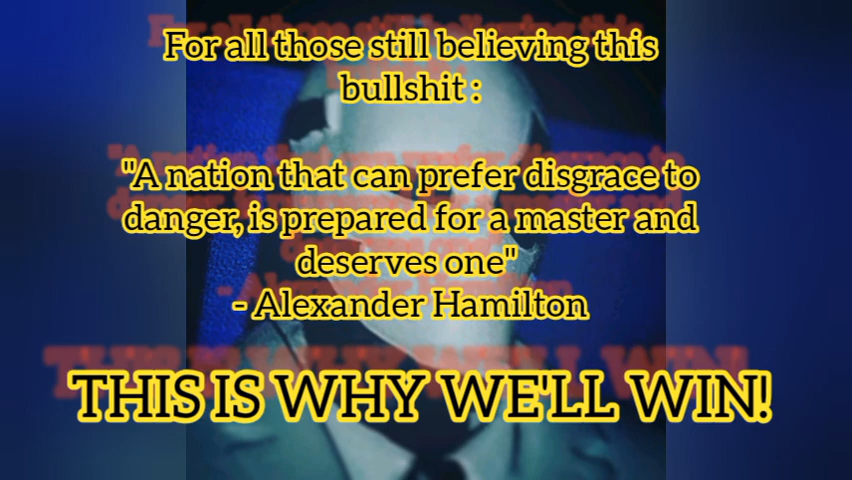 For all those still believing this
bullshit :
"A nation that can prefer disgrace to
danger, is prepared for a master and
deserves one"
- Alexander Hamilton
THIS IS WHY WE'LL WIN!